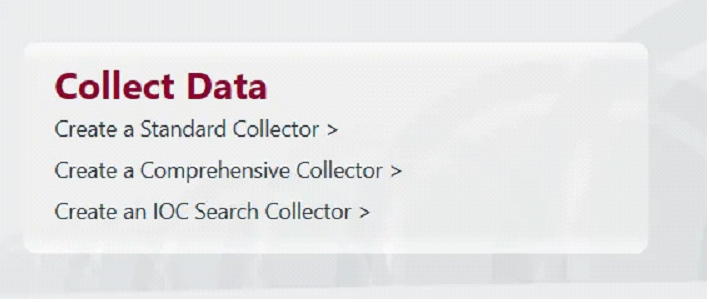 Collect Data
Create a Standard Collector >
Create a Comprehensive Collector >
Create an IOC Search Collector >